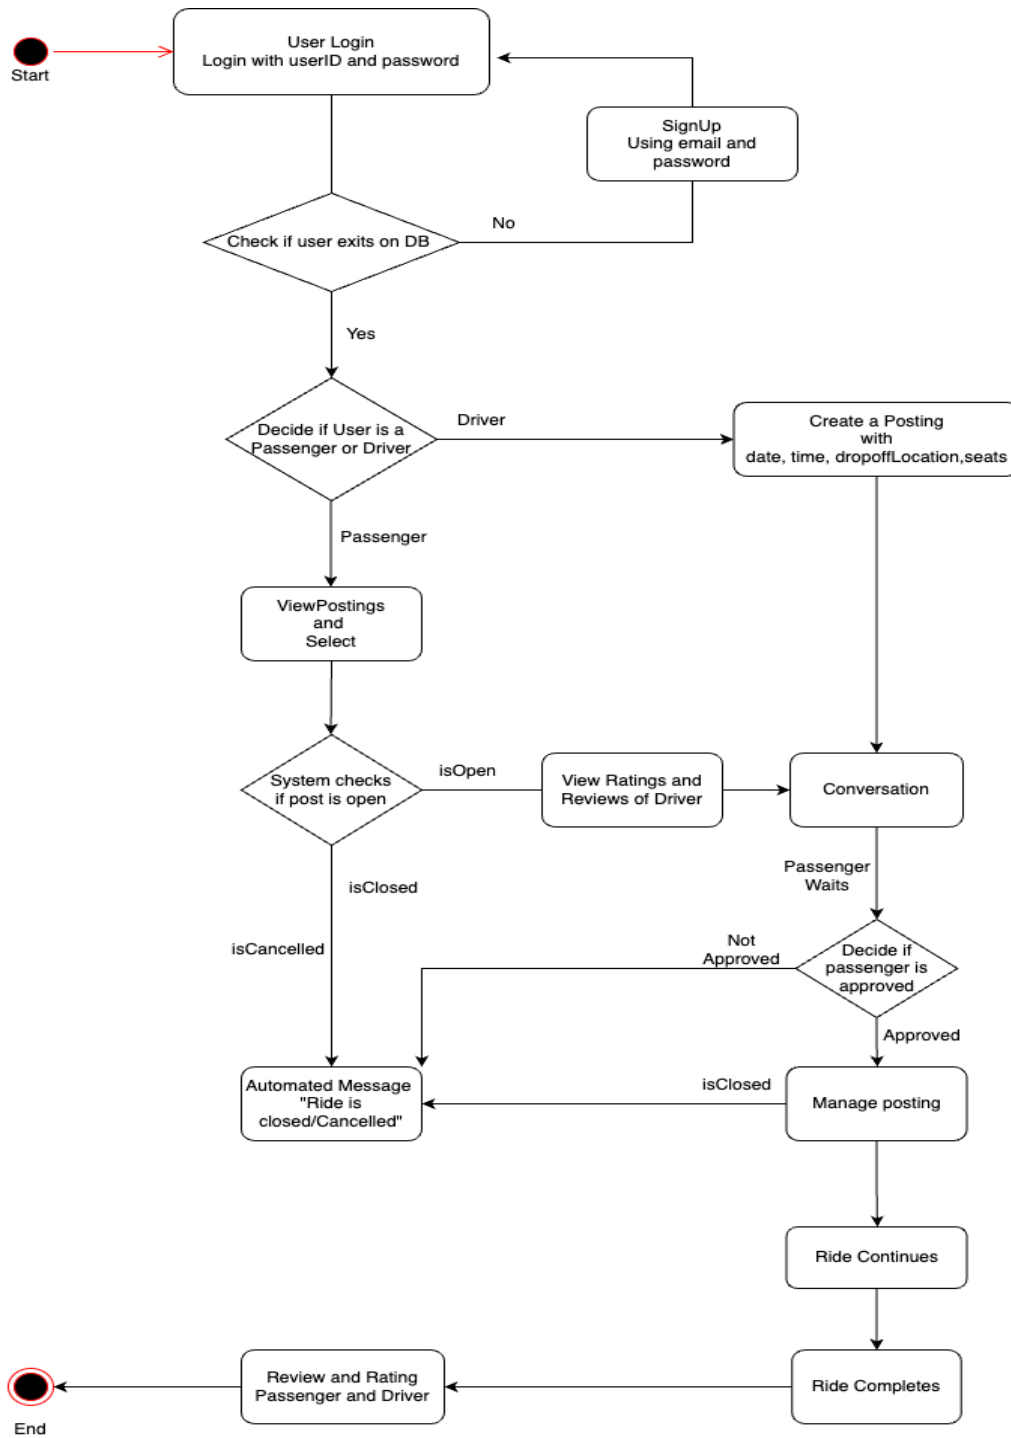 User Login
Login with userID and password
Start
SignUp
Using email and
password
No
Check if user exits on DB
Yes
Decide if User is a
Passenger or Driver
Driver
Create a Posting
with
date, time, dropoffLocation,seats
Passenger
ViewPostings
and
Select
System checks
if post is open
isOpen
View Ratings and
Reviews of Driver
Conversation
isClosed
Passenger
Waits
isCancelled
Not
Approved
Decide if
passenger is
approved
Approved
Automated Message
"Ride is
closed/Cancelled"
isClosed
Manage posting
Ride Continues
Review and Rating
Passenger and Driver
Ride Completes
End